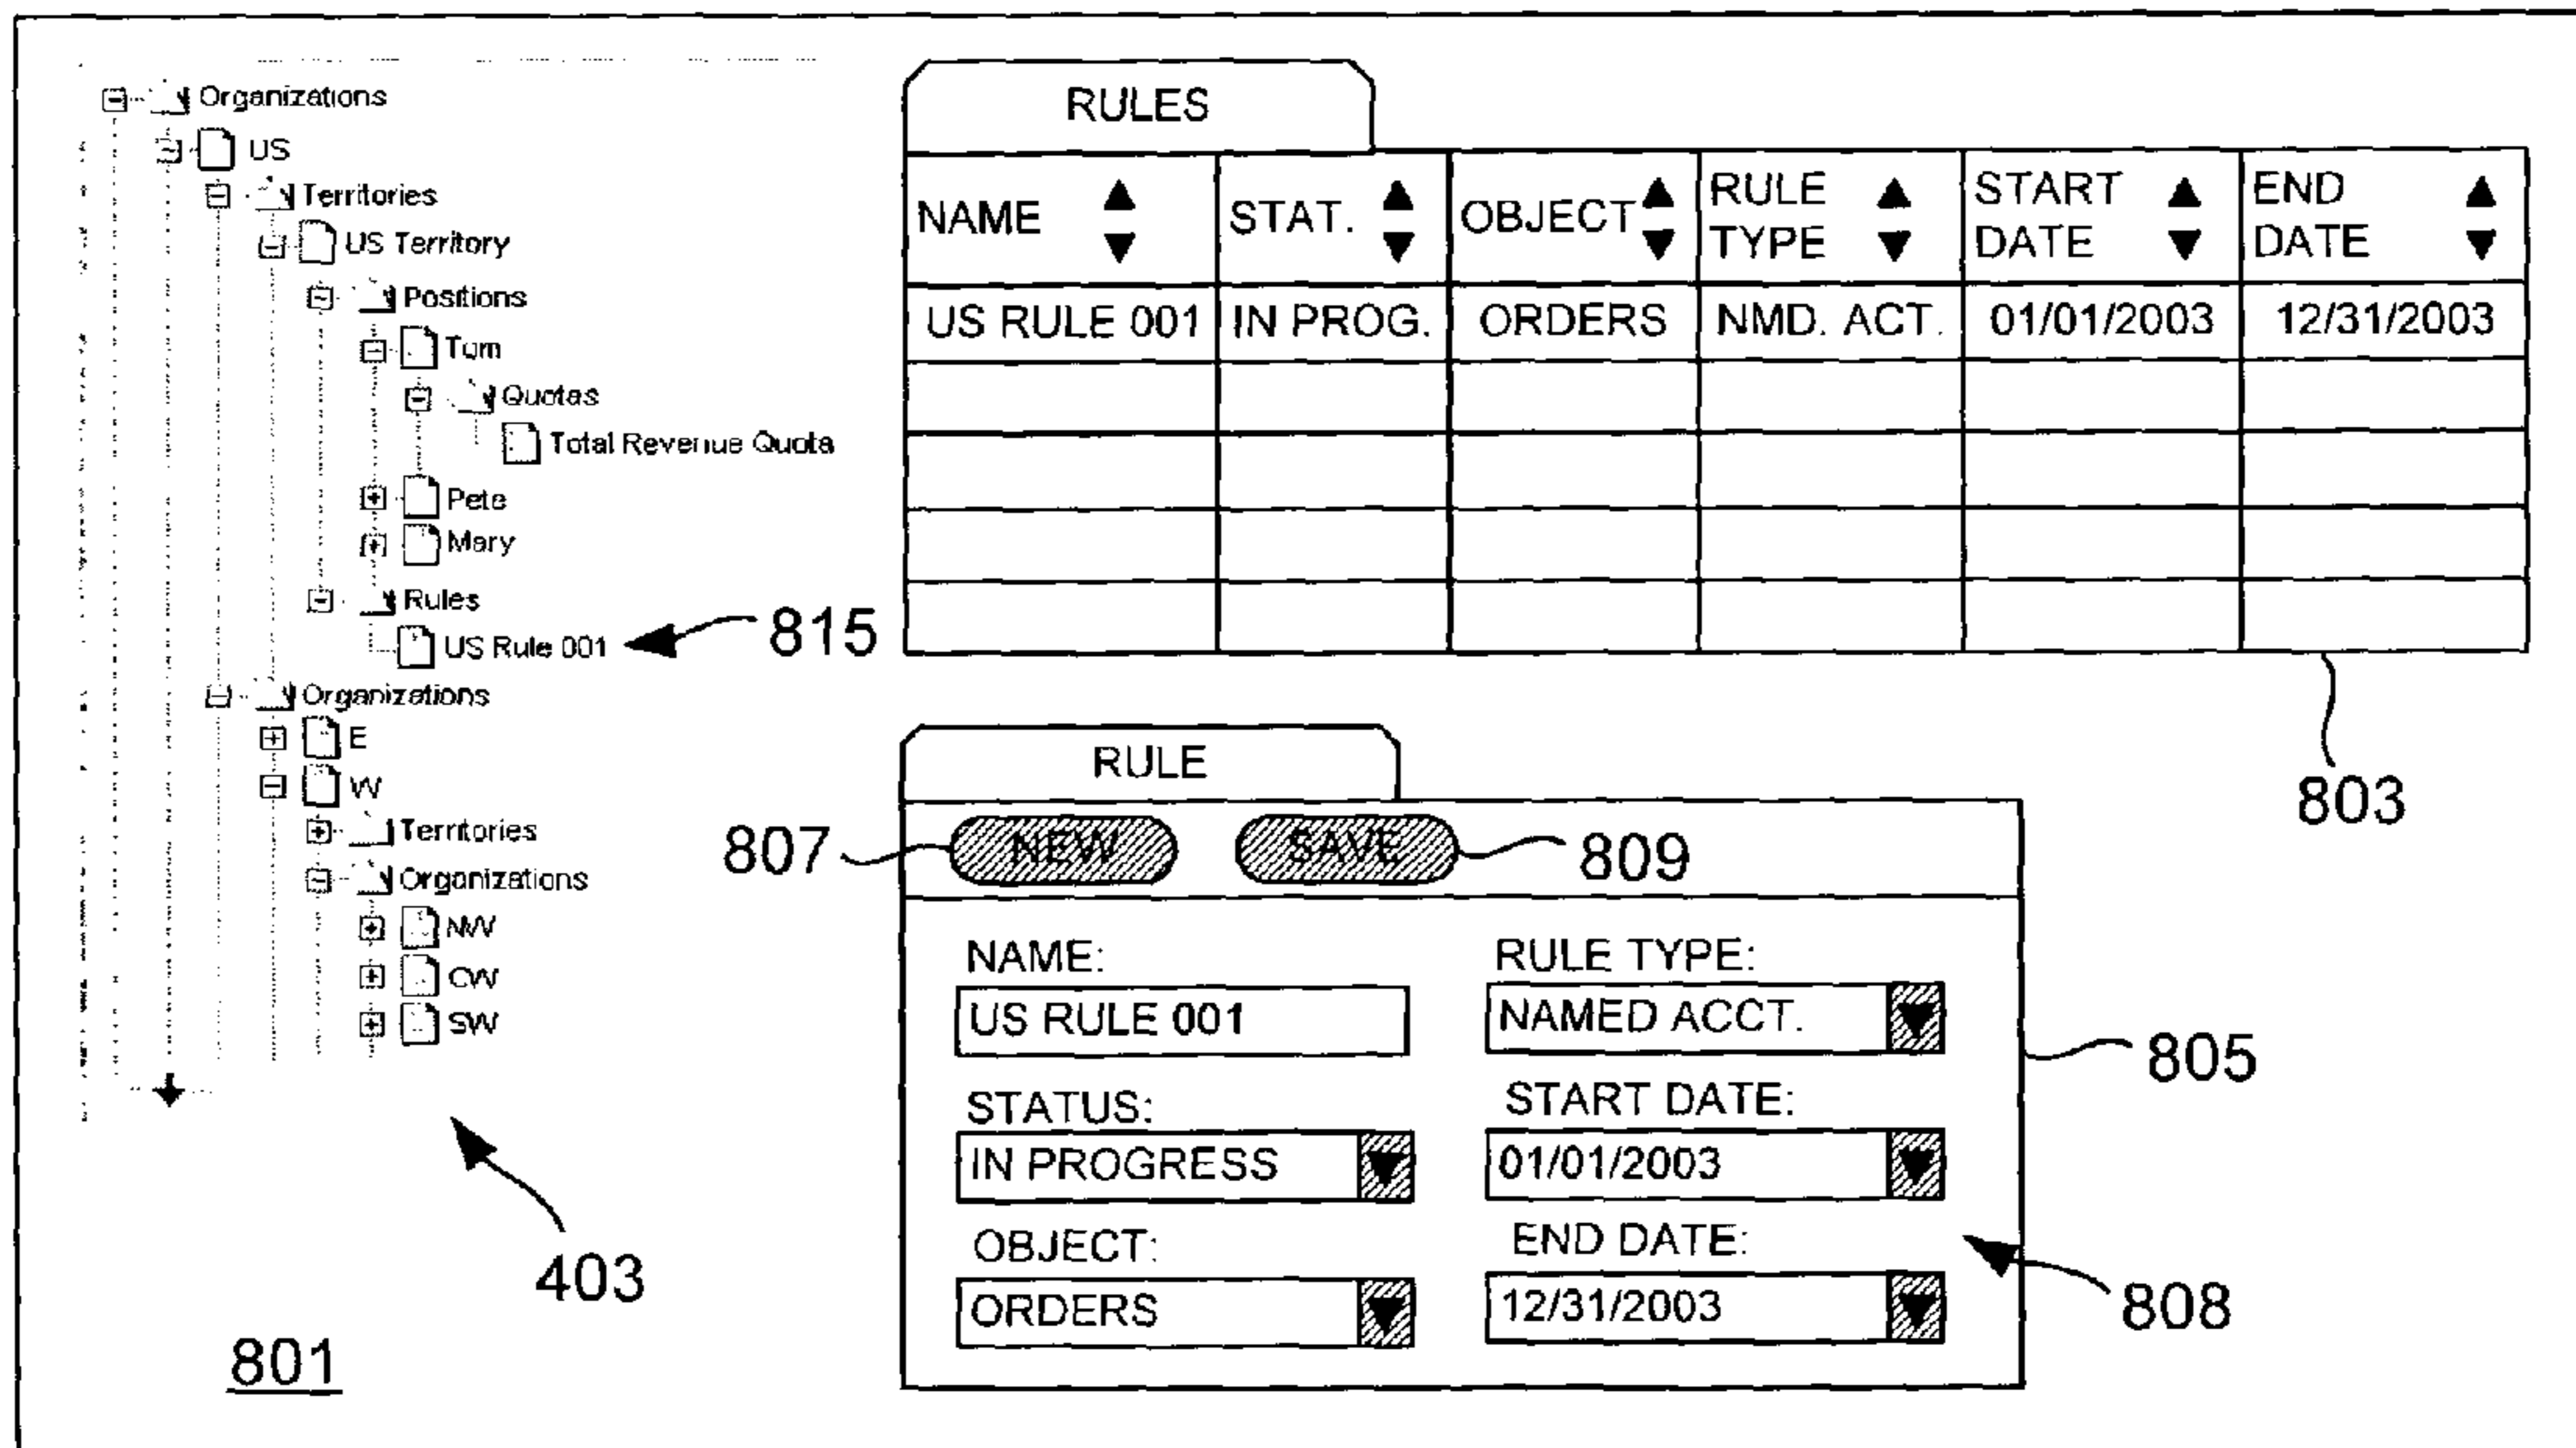 Organizations
US
Territories
US Territory
Positions
Tom
Quotas
Total Revenue Quota
Pete
Mary
Rules
US Rule 001
815
Organizations
E
W
Territories
Organizations
NW
CW
SW
403
801
RULES
NAME STAT. OBJECT RULE TYPE START DATE END DATE
US RULE 001 IN PROG. ORDERS NMD. ACT. 01/01/2003 12/31/2003
803
RULE
807 NEW SAVE 809
NAME: RULE TYPE:
US RULE 001 NAMED ACCT.
805
STATUS: START DATE:
IN PROGRESS 01/01/2003
OBJECT: END DATE:
ORDERS 12/31/2003
808